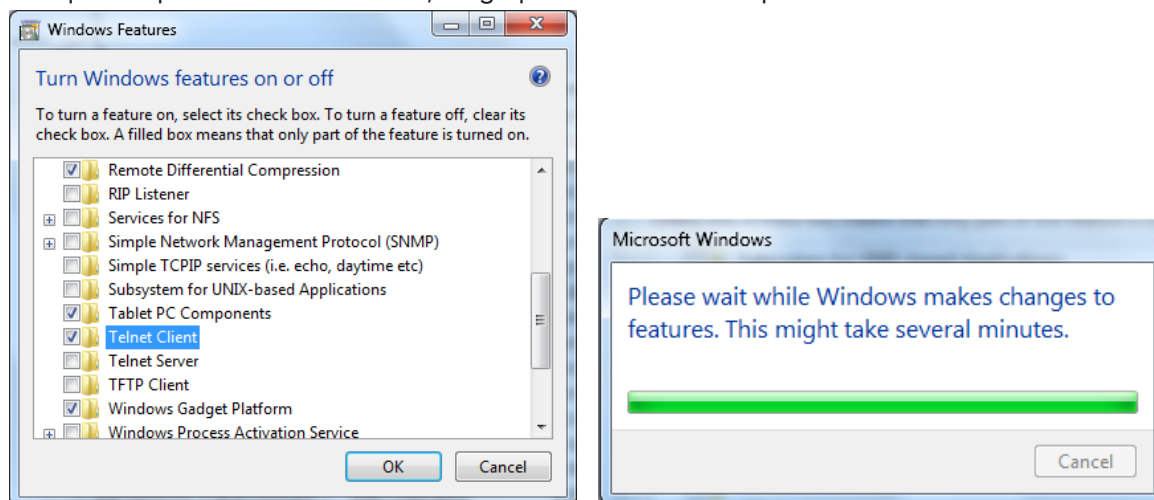 Windows Features
Turn Windows features on or off
To turn a feature on, select its check box. To turn a feature off, clear its
check box. A filled box means that only part of the feature is turned on.
Remote Differential Compression
RIP Listener
Services for NFS
Simple Network Management Protocol (SNMP)
Simple TCPIP services (i.e. echo, daytime etc)
Subsystem for UNIX-based Applications
Tablet PC Components
Telnet Client
Telnet Server
TFTP Client
Windows Gadget Platform
Windows Process Activation Service
OK
Cancel
Microsoft Windows
Please wait while Windows makes changes to
features. This might take several minutes.
Cancel